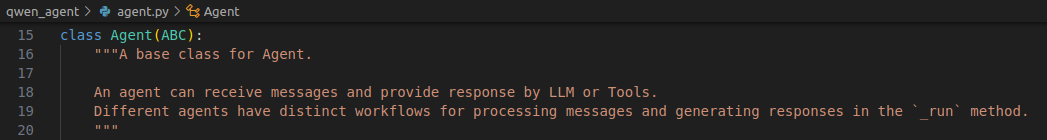 qwen_agent > agent.py > Agent
15 class Agent(ABC):
16 """A base class for Agent.
17
18 An agent can receive messages and provide response by LLM or Tools.
19 Different agents have distinct workflows for processing messages and generating responses in the `_run` method.
20 """